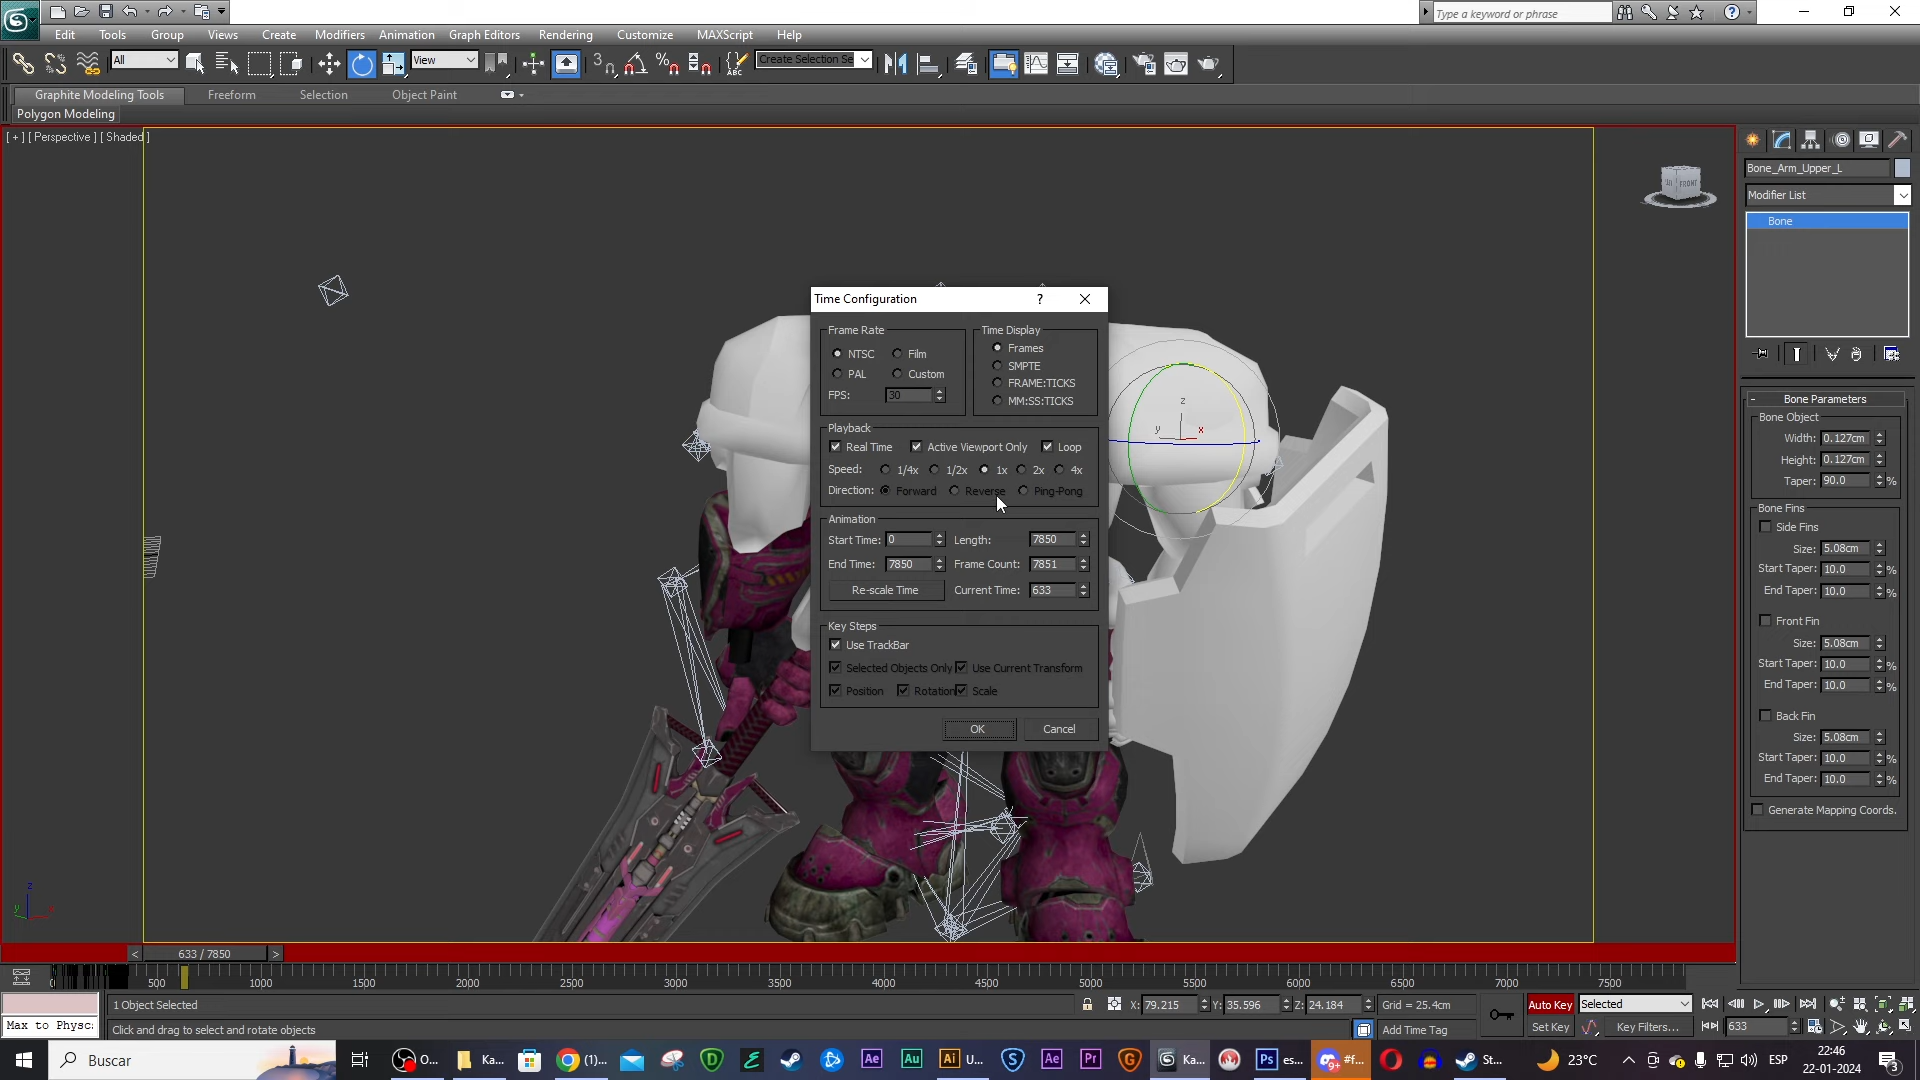 Type a keyword or phrase
Edit Tools Group Views Create Modifiers Animation Graph Editors Rendering Customize MAXScript Help
All View Create Selection Se
Graphite Modeling Tools Freeform Selection Object Paint
Polygon Modeling
[ + ] [ Perspective ] [ Shaded ]
FRONT
Bone_Arm_Upper_L
Modifier List
Bone
Time Configuration ?
Frame Rate
NTSC Film
PAL Custom
FPS: 30
Time Display
Frames
SMPTE
FRAME:TICKS
MM:SS:TICKS
Playback
Real Time Active Viewport Only Loop
Speed: 1/4x 1/2x 1x 2x 4x
Direction: Forward Reverse Ping-Pong
Animation
Start Time: 0 Length: 7850
End Time: 7850 Frame Count: 7851
Re-scale Time Current Time: 633
Key Steps
Use TrackBar
Selected Objects Only Use Current Transform
Position Rotation Scale
OK Cancel
z
y x
Bone Parameters
Bone Object
Width: 0.127cm
Height: 0.127cm
Taper: 90.0 %
Bone Fins
Side Fins
Size: 5.08cm
Start Taper: 10.0 %
End Taper: 10.0 %
Front Fin
Size: 5.08cm
Start Taper: 10.0 %
End Taper: 10.0 %
Back Fin
Size: 5.08cm
Start Taper: 10.0 %
End Taper: 10.0 %
Generate Mapping Coords.
z
y x
< 633 / 7850 >
0 500 1000 1500 2000 2500 3000 3500 4000 4500 5000 5500 6000 6500 7000 7500
1 Object Selected X: 79.215 Y: 35.596 Z: 24.184 Grid = 25.4cm Auto Key Selected
Max to Physc: Click and drag to select and rotate objects Add Time Tag Set Key Key Filters... 633
Buscar O... Ka... (1)... U... Ka... es... #f... St... 23°C ESP 22:46
22-01-2024
3